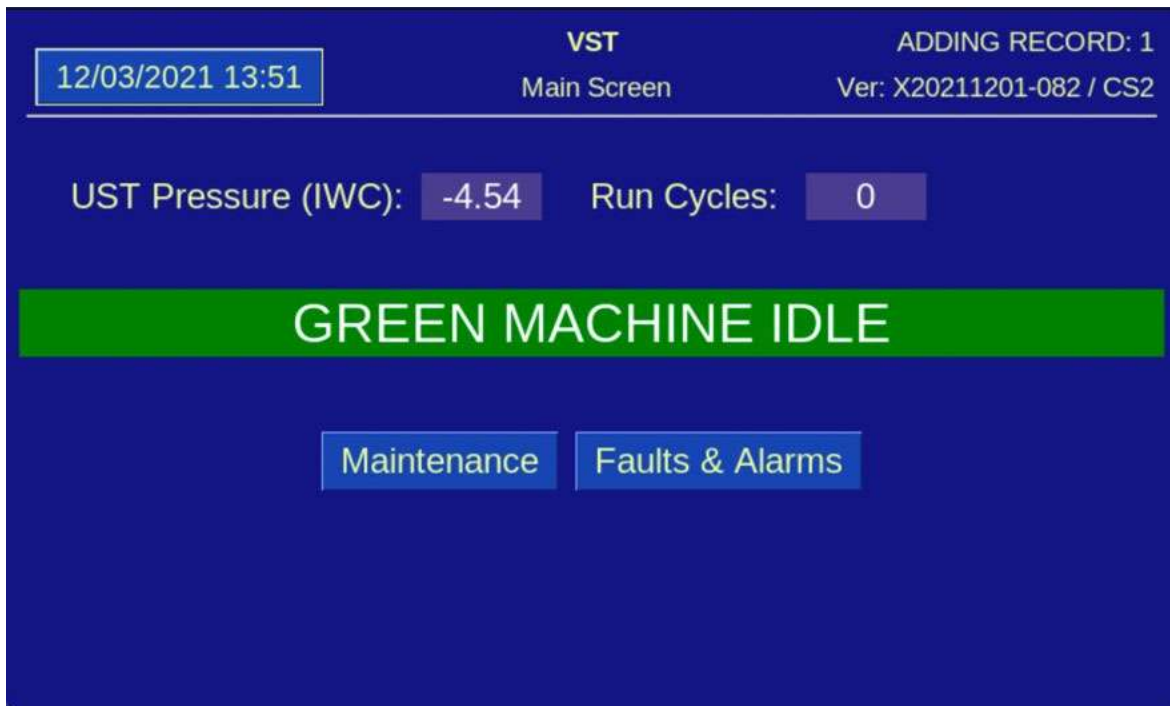 VST
ADDING RECORD: 1
12/03/2021 13:51
Main Screen
Ver: X20211201-082 / CS2
UST Pressure (IWC): -4.54 Run Cycles: 0
GREEN MACHINE IDLE
Maintenance
Faults & Alarms